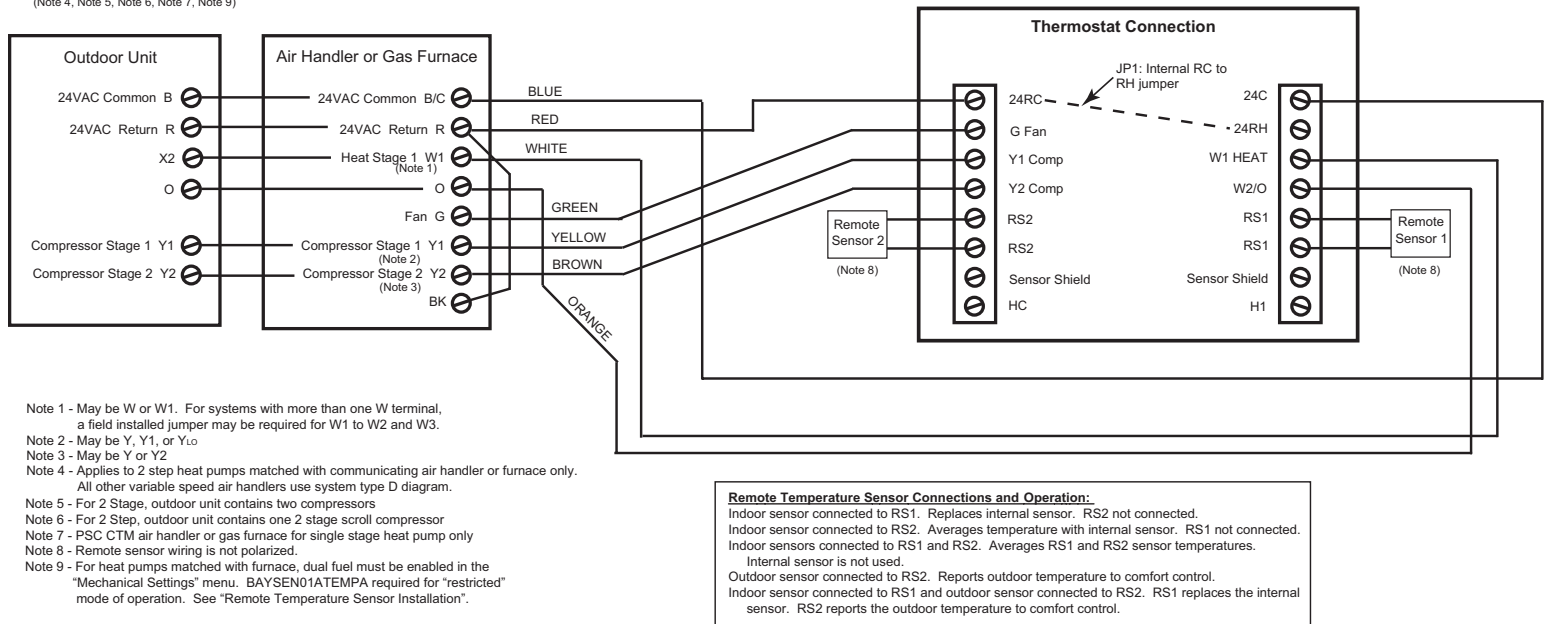 (Note 4, Note 5, Note 6, Note 7, Note 9)
Outdoor Unit
24VAC Common B
24VAC Return R
X2
O
Compressor Stage 1 Y1
Compressor Stage 2 Y2
Air Handler or Gas Furnace
24VAC Common B/C
24VAC Return R
Heat Stage 1 W1
(Note 1)
O
Fan G
Compressor Stage 1 Y1
(Note 2)
Compressor Stage 2 Y2
(Note 3)
BK
BLUE
RED
WHITE
GREEN
YELLOW
BROWN
ORANGE
Thermostat Connection
JP1: Internal RC to
RH jumper
24RC
G Fan
Y1 Comp
Y2 Comp
RS2
RS2
Sensor Shield
HC
24C
24RH
W1 HEAT
W2/O
RS1
RS1
Sensor Shield
H1
Remote
Sensor 2
(Note 8)
Remote
Sensor 1
(Note 8)
Note 1 - May be W or W1. For systems with more than one W terminal,
a field installed jumper may be required for W1 to W2 and W3.
Note 2 - May be Y, Y1, or YLO
Note 3 - May be Y or Y2
Note 4 - Applies to 2 step heat pumps matched with communicating air handler or furnace only.
All other variable speed air handlers use system type D diagram.
Note 5 - For 2 Stage, outdoor unit contains two compressors
Note 6 - For 2 Step, outdoor unit contains one 2 stage scroll compressor
Note 7 - PSC CTM air handler or gas furnace for single stage heat pump only
Note 8 - Remote sensor wiring is not polarized.
Note 9 - For heat pumps matched with furnace, dual fuel must be enabled in the
“Mechanical Settings” menu. BAYSEN01ATEMPA required for “restricted”
mode of operation. See “Remote Temperature Sensor Installation”.
Remote Temperature Sensor Connections and Operation:
Indoor sensor connected to RS1. Replaces internal sensor. RS2 not connected.
Indoor sensor connected to RS2. Averages temperature with internal sensor. RS1 not connected.
Indoor sensors connected to RS1 and RS2. Averages RS1 and RS2 sensor temperatures.
Internal sensor is not used.
Outdoor sensor connected to RS2. Reports outdoor temperature to comfort control.
Indoor sensor connected to RS1 and outdoor sensor connected to RS2. RS1 replaces the internal
sensor. RS2 reports the outdoor temperature to comfort control.